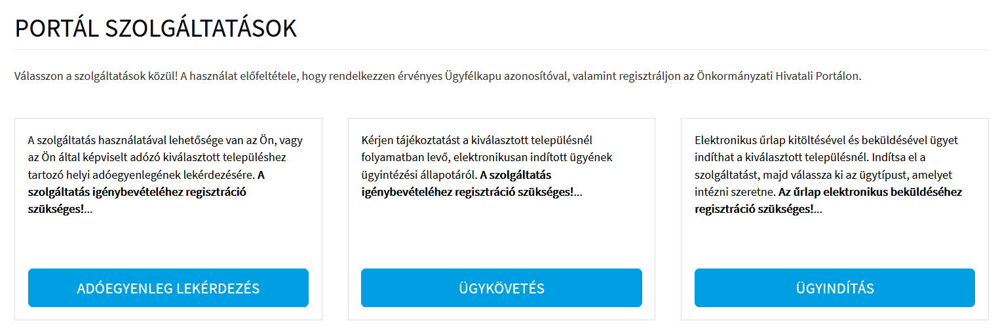 PORTÁL SZOLGÁLTATÁSOK
Válasszon a szolgáltatások közül! A használat előfeltétele, hogy rendelkezzen érvényes Ügyfélkapu azonosítóval, valamint regisztráljon az Önkormányzati Hivatali Portálon.
A szolgáltatás használatával lehetősége van az Ön, vagy
az Ön által képviselt adózó kiválasztott településhez
tartozó helyi adóegyenlegének lekérdezésére. A
szolgáltatás igénybevételéhez regisztráció
szükséges!...
ADÓEGYENLEG LEKÉRDEZÉS
Kérjen tájékoztatást a kiválasztott településnél
folyamatban levő, elektronikusan indított ügyének
ügyintézési állapotáról. A szolgáltatás
igénybevételéhez regisztráció szükséges!...
ÜGYKÖVETÉS
Elektronikus űrlap kitöltésével és beküldésével ügyet
indíthat a kiválasztott településnél. Indítsa el a
szolgáltatást, majd válassza ki az ügytípust, amelyet
intézni szeretne. Az űrlap elektronikus beküldéséhez
regisztráció szükséges!...
ÜGYINDÍTÁS